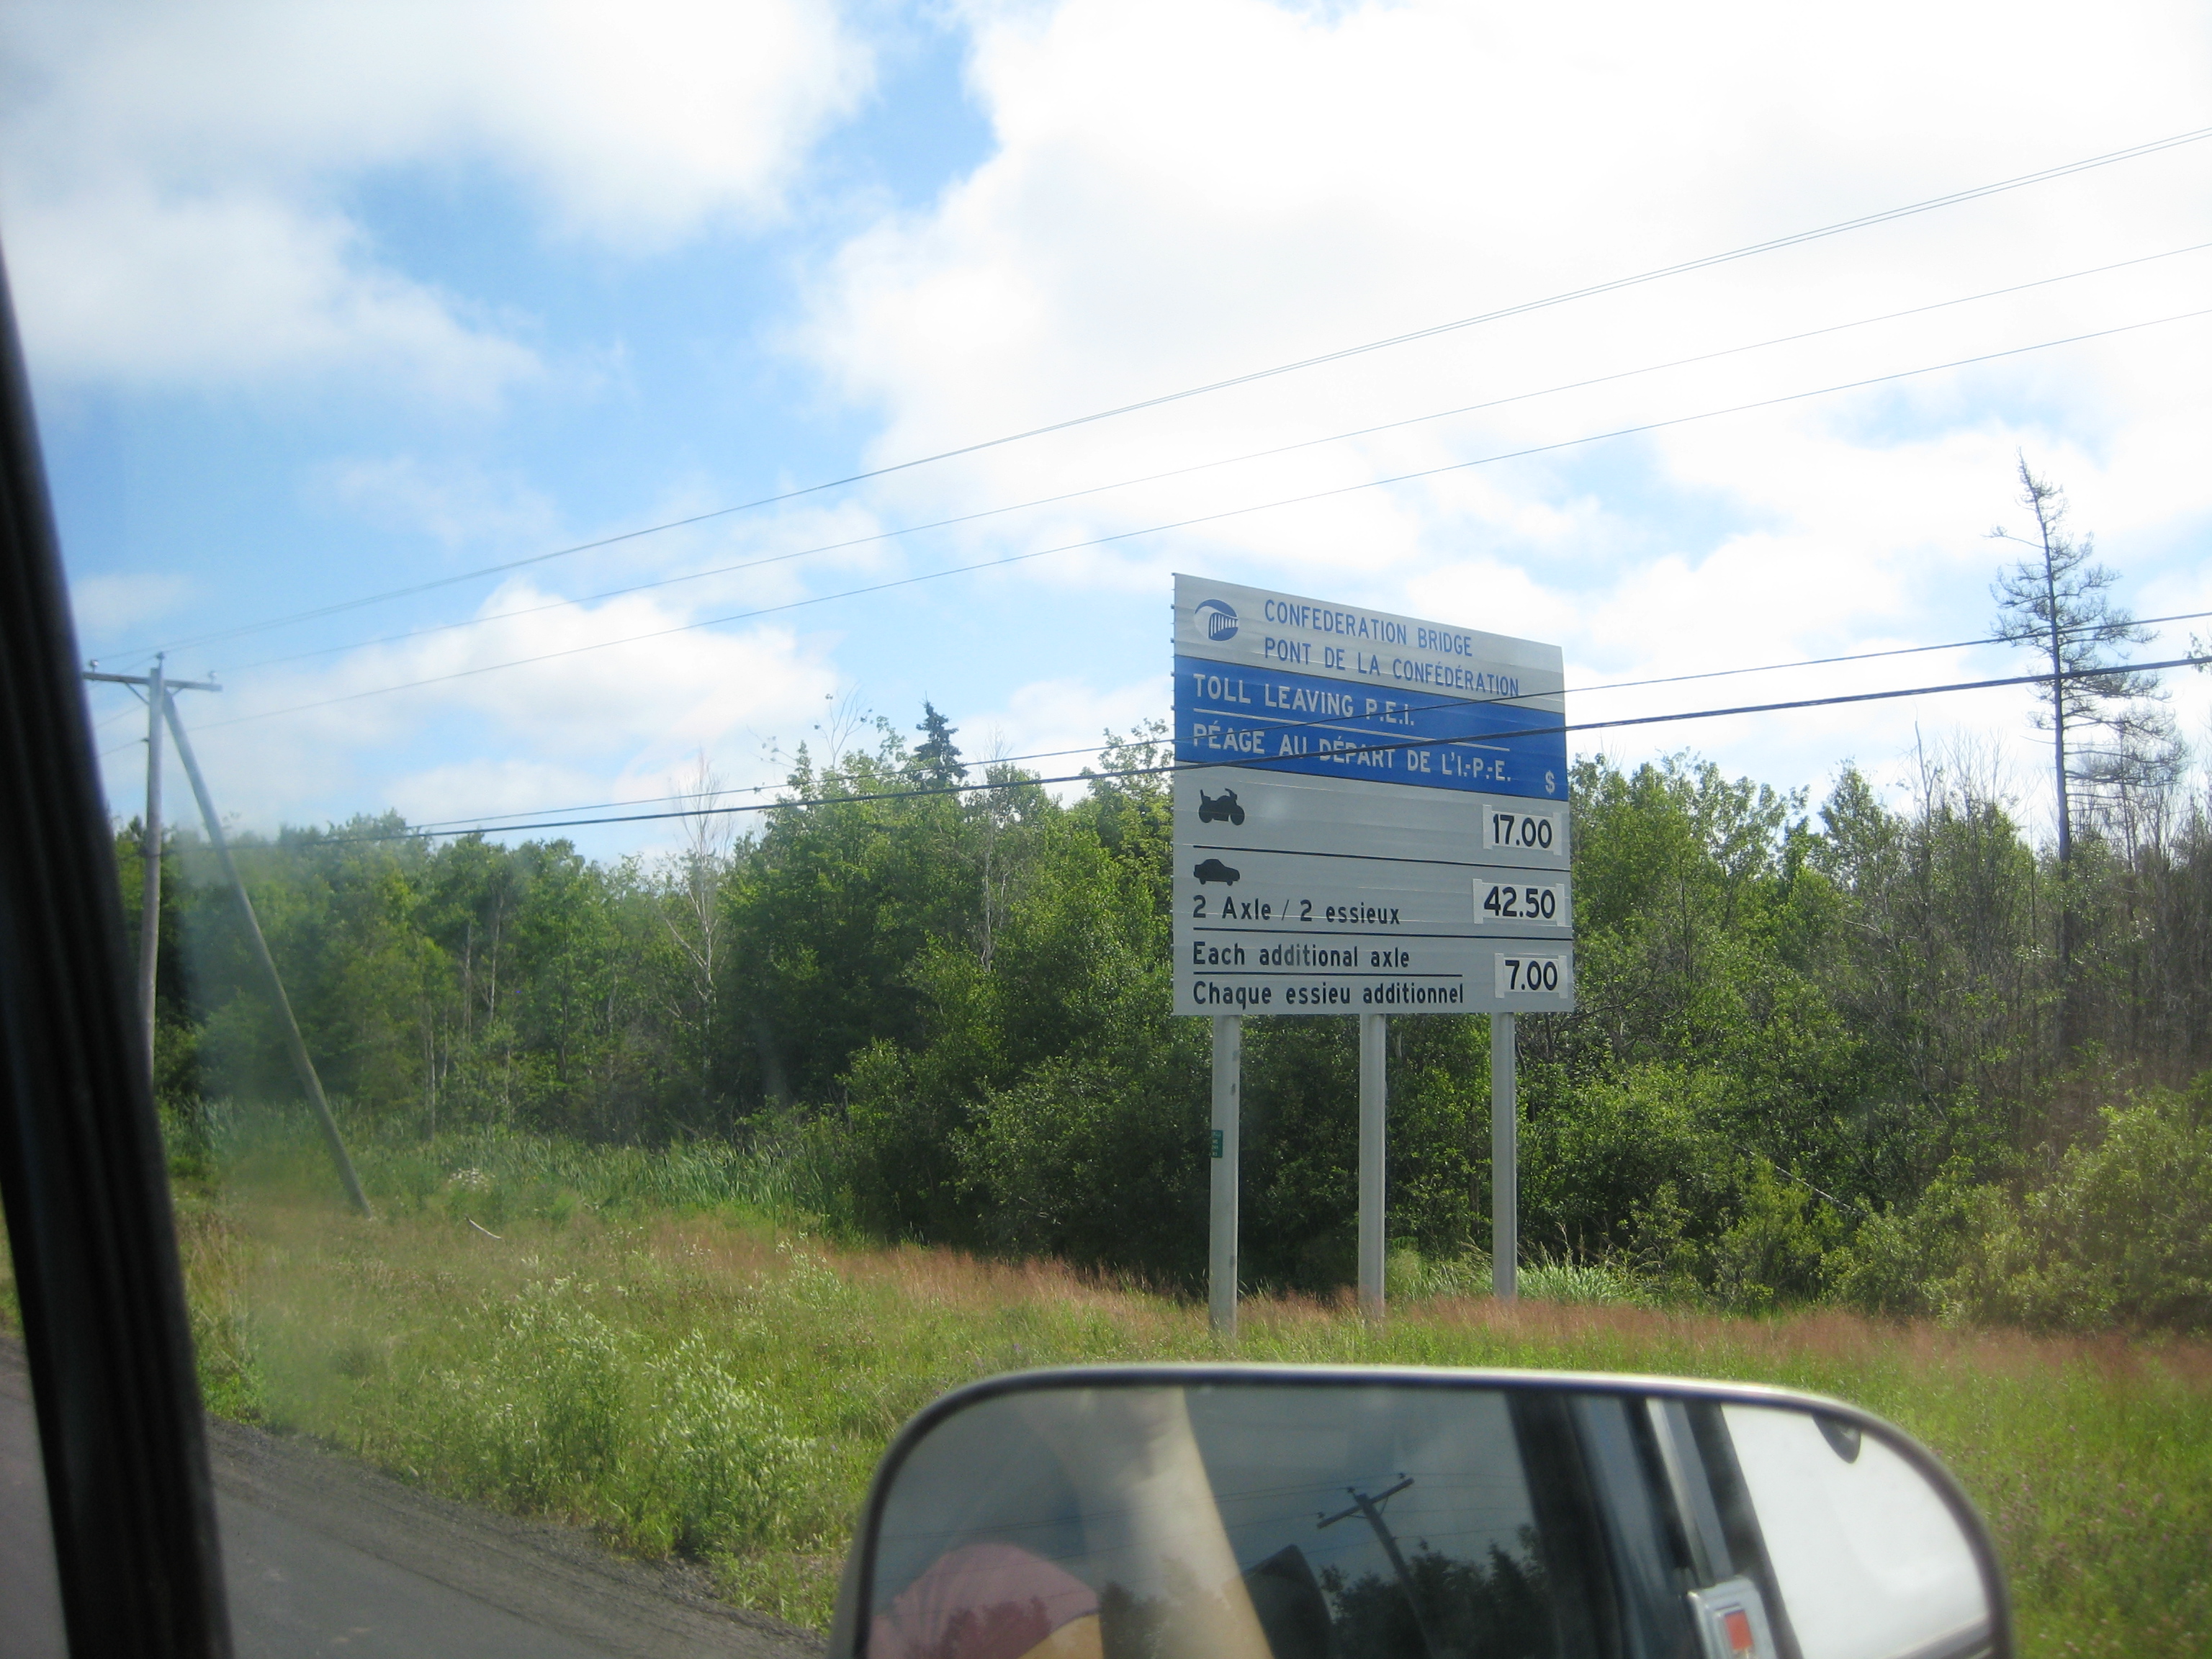 CONFEDERATION BRIDGE
PONT DE LA CONFÉDÉRATION
TOLL LEAVING P.E.I.
PÉAGE AU DÉPART DE L'I.-P.-E. $
17.00
2 Axle / 2 essieux 42.50
Each additional axle
7.00
Chaque essieu additionnel